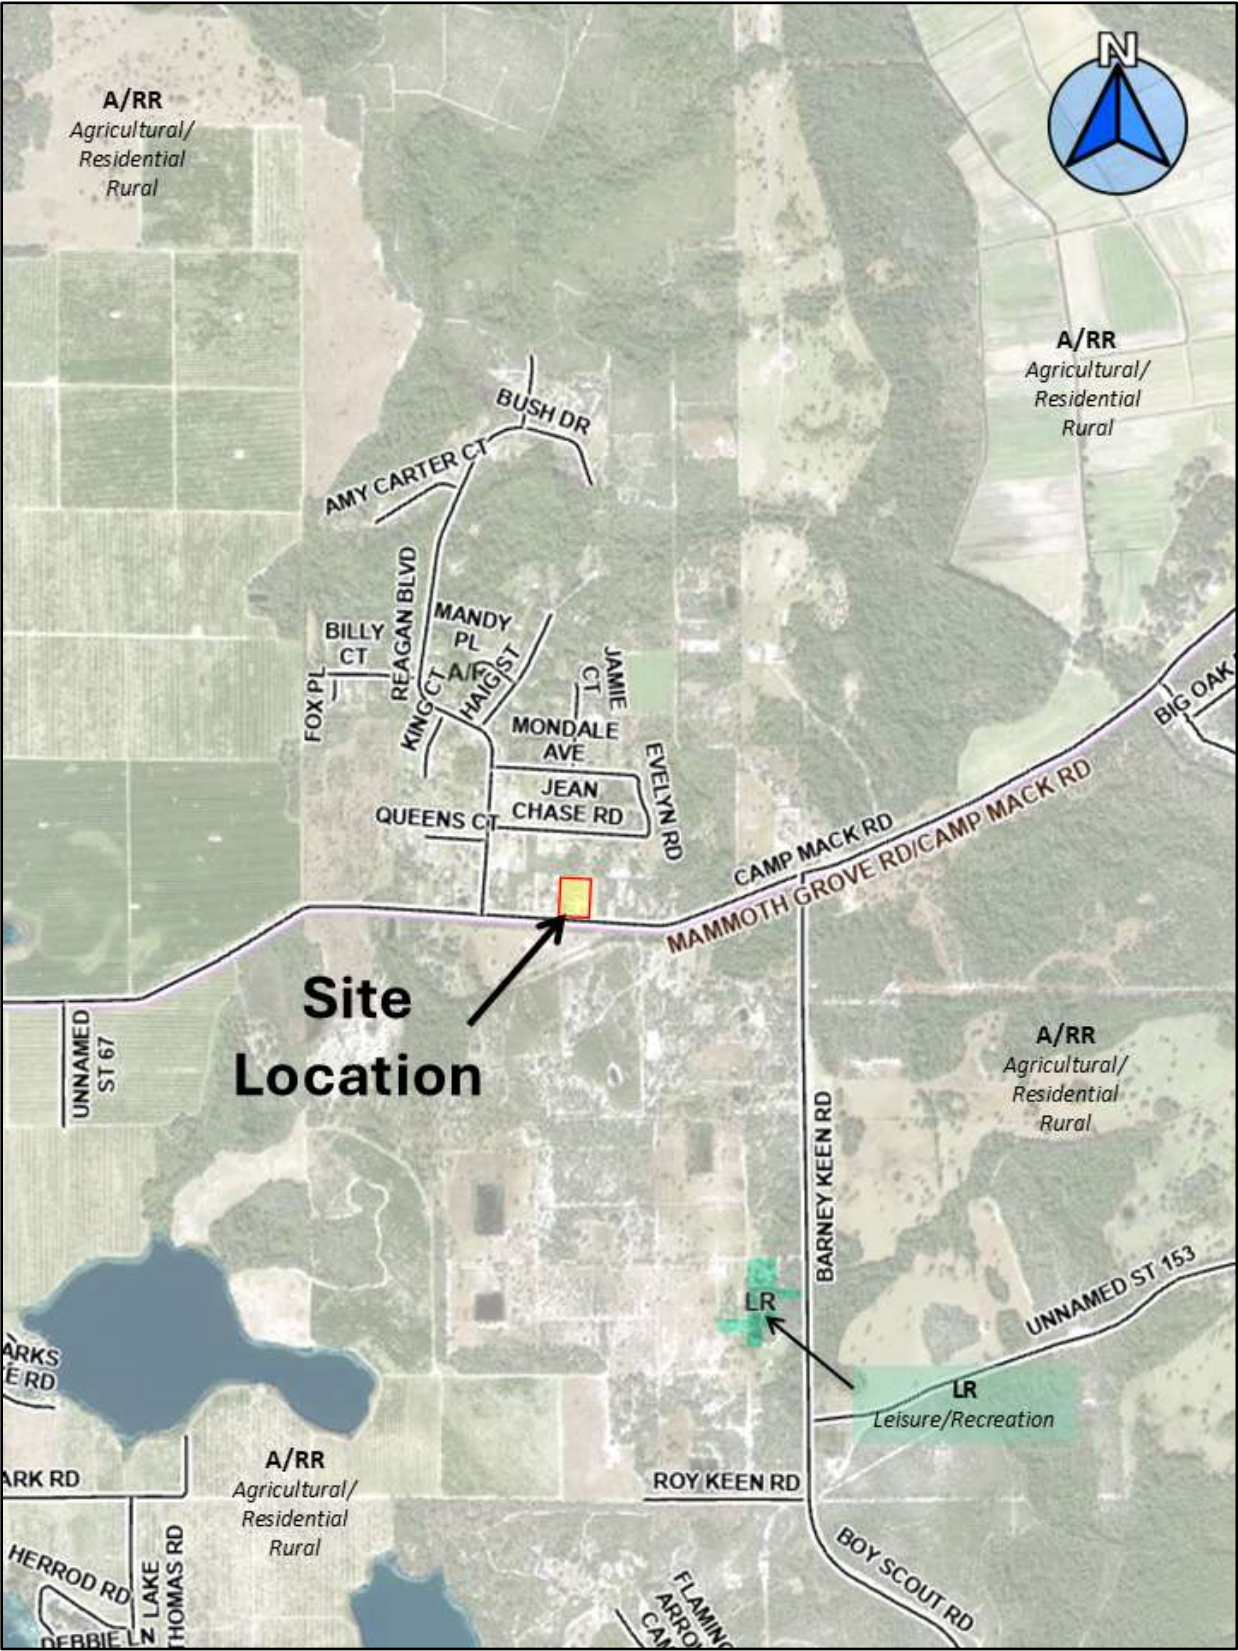 N
A/RR
Agricultural/
Residential
Rural
A/RR
Agricultural/
Residential
Rural
BUSH DR
AMY CARTER CT
REAGAN BLVD
MANDY
PL
BILLY
CT
HAIG ST
KING CT
FOX PL
JAMIE
CT
MONDALE
AVE
EVELYN RD
JEAN
CHASE RD
QUEENS CT
BIG OAK
CAMP MACK RD
MAMMOTH GROVE RD/CAMP MACK RD
Site
Location
UNNAMED
ST 67
A/RR
Agricultural/
Residential
Rural
BARNEY KEEN RD
UNNAMED ST 153
LR
LR
Leisure/Recreation
ARKS
E RD
A/RR
Agricultural/
Residential
Rural
ARK RD
ROY KEEN RD
BOY SCOUT RD
HERROD RD
N LAKE
THOMAS RD
DEBBIE LN
FLAMING
ARROW